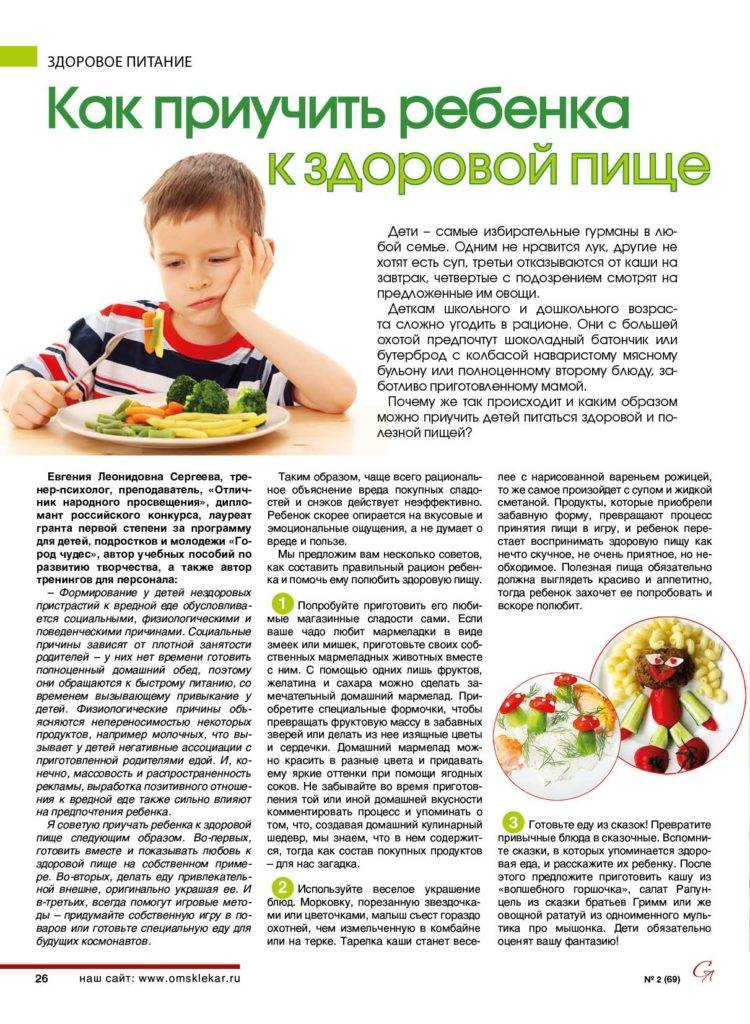 ЗДОРОВОЕ ПИТАНИЕ
Как приучить ребенка
к здоровой пище
Дети – самые избирательные гурманы в лю-
бой семье. Одним не нравится лук, другие не
хотят есть суп, третьи отказываются от каши на
завтрак, четвертые с подозрением смотрят на
предложенные им овощи.
Деткам школьного и дошкольного возрас-
та сложно угодить в рационе. Они с большей
охотой предпочтут шоколадный батончик или
бутерброд с колбасой наваристому мясному
бульону или полноценному второму блюду, за-
ботливо приготовленному мамой.
Почему же так происходит и каким образом
можно приучить детей питаться здоровой и по-
лезной пищей?
Евгения Леонидовна Сергеева, тре-
нер-психолог, преподаватель, «Отлич-
ник народного просвещения», дипло-
мант российского конкурса, лауреат
гранта первой степени за программу
для детей, подростков и молодежи «Го-
род чудес», автор учебных пособий по
развитию творчества, а также автор
тренингов для персонала:
– Формирование у детей нездоровых
пристрастий к вредной еде обусловлива-
ется социальными, физиологическими и
поведенческими причинами. Социальные
причины зависят от плотной занятости
родителей – у них нет времени готовить
полноценный домашний обед, поэтому
они обращаются к быстрому питанию, со
временем вызывающему привыкание у
детей. Физиологические причины объ-
ясняются непереносимостью некоторых
продуктов, например молочных, что вы-
зывает у детей негативные ассоциации с
приготовленной родителями едой. И, ко-
нечно, массовость и распространенность
рекламы, выработка позитивного отноше-
ния к вредной еде также сильно влияют
на предпочтения ребенка.
Я советую приучать ребенка к здоровой
пище следующим образом. Во-первых,
готовить вместе и показывать любовь к
здоровой пище на собственном приме-
ре. Во-вторых, делать еду привлекатель-
ной внешне, оригинально украшая ее. И
в-третьих, всегда помогут игровые мето-
ды – придумайте собственную игру в по-
варов или готовьте специальную еду для
будущих космонавтов.
Таким образом, чаще всего рациональ-
ное объяснение вреда покупных сладо-
стей и снэков действует неэффективно.
Ребенок скорее опирается на вкусовые и
эмоциональные ощущения, а не думает о
вреде и пользе.
Мы предложим вам несколько советов,
как составить правильный рацион ребен-
ка и помочь ему полюбить здоровую пищу.
1 Попробуйте приготовить его люби-
мые магазинные сладости сами. Если
ваше чадо любит мармеладки в виде
змеек или мишек, приготовьте своих соб-
ственных мармеладных животных вместе
с ним. С помощью одних лишь фруктов,
желатина и сахара можно сделать за-
мечательный домашний мармелад. При-
обретите специальные формочки, чтобы
превращать фруктовую массу в забавных
зверей или делать из нее изящные цветы
и сердечки. Домашний мармелад мож-
но красить в разные цвета и придавать
ему яркие оттенки при помощи ягодных
соков. Не забывайте во время приготов-
ления той или иной домашней вкусности
комментировать процесс и упоминать о
том, что, создавая домашний кулинарный
шедевр, мы знаем, что в нем содержит-
ся, тогда как состав покупных продуктов
– для нас загадка.
2 Используйте веселое украшение
блюд. Морковку, порезанную звездочка-
ми или цветочками, малыш съест гораздо
охотней, чем измельченную в комбайне
или на терке. Тарелка каши станет весе-
лее с нарисованной вареньем рожицей,
то же самое произойдет с супом и жидкой
сметаной. Продукты, которые приобрели
забавную форму, превращают процесс
принятия пищи в игру, и ребенок пере-
стает воспринимать здоровую пищу как
нечто скучное, не очень приятное, но не-
обходимое. Полезная пища обязательно
должна выглядеть красиво и аппетитно,
тогда ребенок захочет ее попробовать и
вскоре полюбит.
3 Готовьте еду из сказок! Превратите
привычные блюда в сказочные. Вспомни-
те сказки, в которых упоминается здоро-
вая еда, и расскажите их ребенку. После
этого предложите приготовить кашу из
«волшебного горшочка», салат Рапун-
цель из сказки братьев Гримм или же
овощной рататуй из одноименного муль-
тика про мышонка. Дети обязательно
оценят вашу фантазию!
26 наш сайт: www.omsklekar.ru
№ 2 (69)